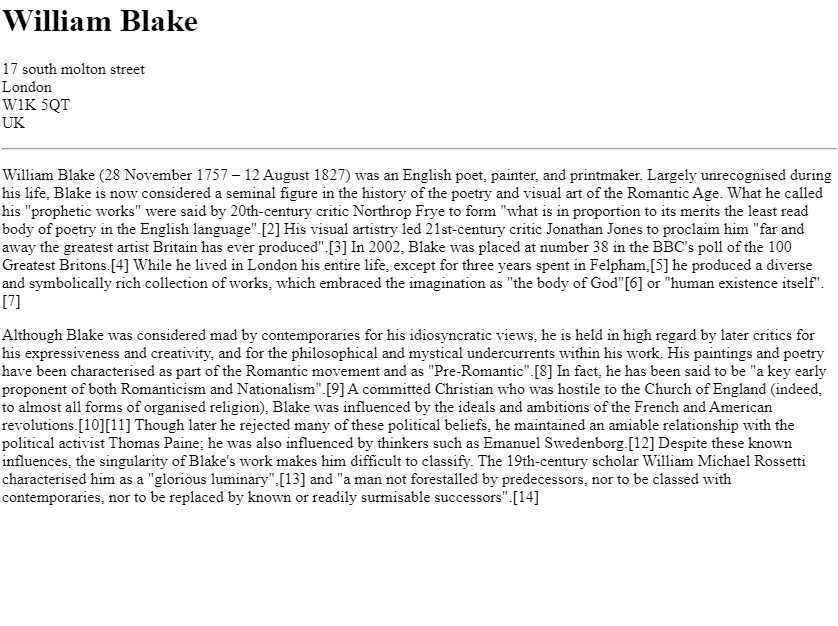 William Blake
17 south molton street
London
W1K 5QT
UK
William Blake (28 November 1757 – 12 August 1827) was an English poet, painter, and printmaker. Largely unrecognised during
his life, Blake is now considered a seminal figure in the history of the poetry and visual art of the Romantic Age. What he called
his "prophetic works" were said by 20th-century critic Northrop Frye to form "what is in proportion to its merits the least read
body of poetry in the English language".[2] His visual artistry led 21st-century critic Jonathan Jones to proclaim him "far and
away the greatest artist Britain has ever produced".[3] In 2002, Blake was placed at number 38 in the BBC's poll of the 100
Greatest Britons.[4] While he lived in London his entire life, except for three years spent in Felpham,[5] he produced a diverse
and symbolically rich collection of works, which embraced the imagination as "the body of God"[6] or "human existence itself".
[7]
Although Blake was considered mad by contemporaries for his idiosyncratic views, he is held in high regard by later critics for
his expressiveness and creativity, and for the philosophical and mystical undercurrents within his work. His paintings and poetry
have been characterised as part of the Romantic movement and as "Pre-Romantic".[8] In fact, he has been said to be "a key early
proponent of both Romanticism and Nationalism".[9] A committed Christian who was hostile to the Church of England (indeed,
to almost all forms of organised religion), Blake was influenced by the ideals and ambitions of the French and American
revolutions.[10][11] Though later he rejected many of these political beliefs, he maintained an amiable relationship with the
political activist Thomas Paine; he was also influenced by thinkers such as Emanuel Swedenborg.[12] Despite these known
influences, the singularity of Blake's work makes him difficult to classify. The 19th-century scholar William Michael Rossetti
characterised him as a "glorious luminary",[13] and "a man not forestalled by predecessors, nor to be classed with
contemporaries, nor to be replaced by known or readily surmisable successors".[14]